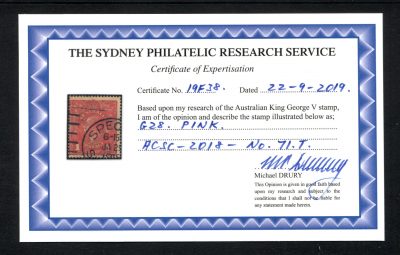 THE SYDNEY PHILATELIC RESEARCH SERVICE
Certificate of Expertisation
Certificate No. 19F38. Dated 22-9-2019.
Based upon my research of the Australian King George V stamp,
I am of the opinion and describe the stamp illustrated below as;
G28. PINK.
ACSC-2018- No. 71.T.
SPEC
Michael DRURY
This Opinion is given in good faith based
upon my research and subject to the
conditions that I shall not be liable for
any statement made herein.